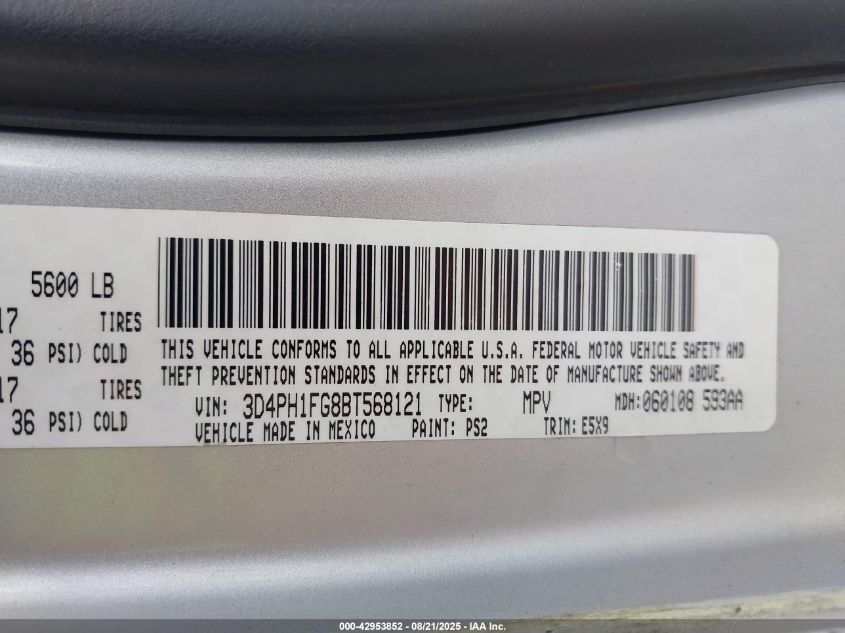 5600 LB
17 TIRES
36 PSI) COLD
17 TIRES
36 PSI) COLD
THIS VEHICLE CONFORMS TO ALL APPLICABLE U.S.A. FEDERAL MOTOR VEHICLE SAFETY AND
THEFT PREVENTION STANDARDS IN EFFECT ON THE DATE OF MANUFACTURE SHOWN ABOVE.
VIN: 3D4PH1FG8BT568121 TYPE: MPV MDH:060108 593AA
VEHICLE MADE IN MEXICO PAINT: PS2 TRIM: E5X9
000-42953852 - 08/21/2025 - IAA Inc.